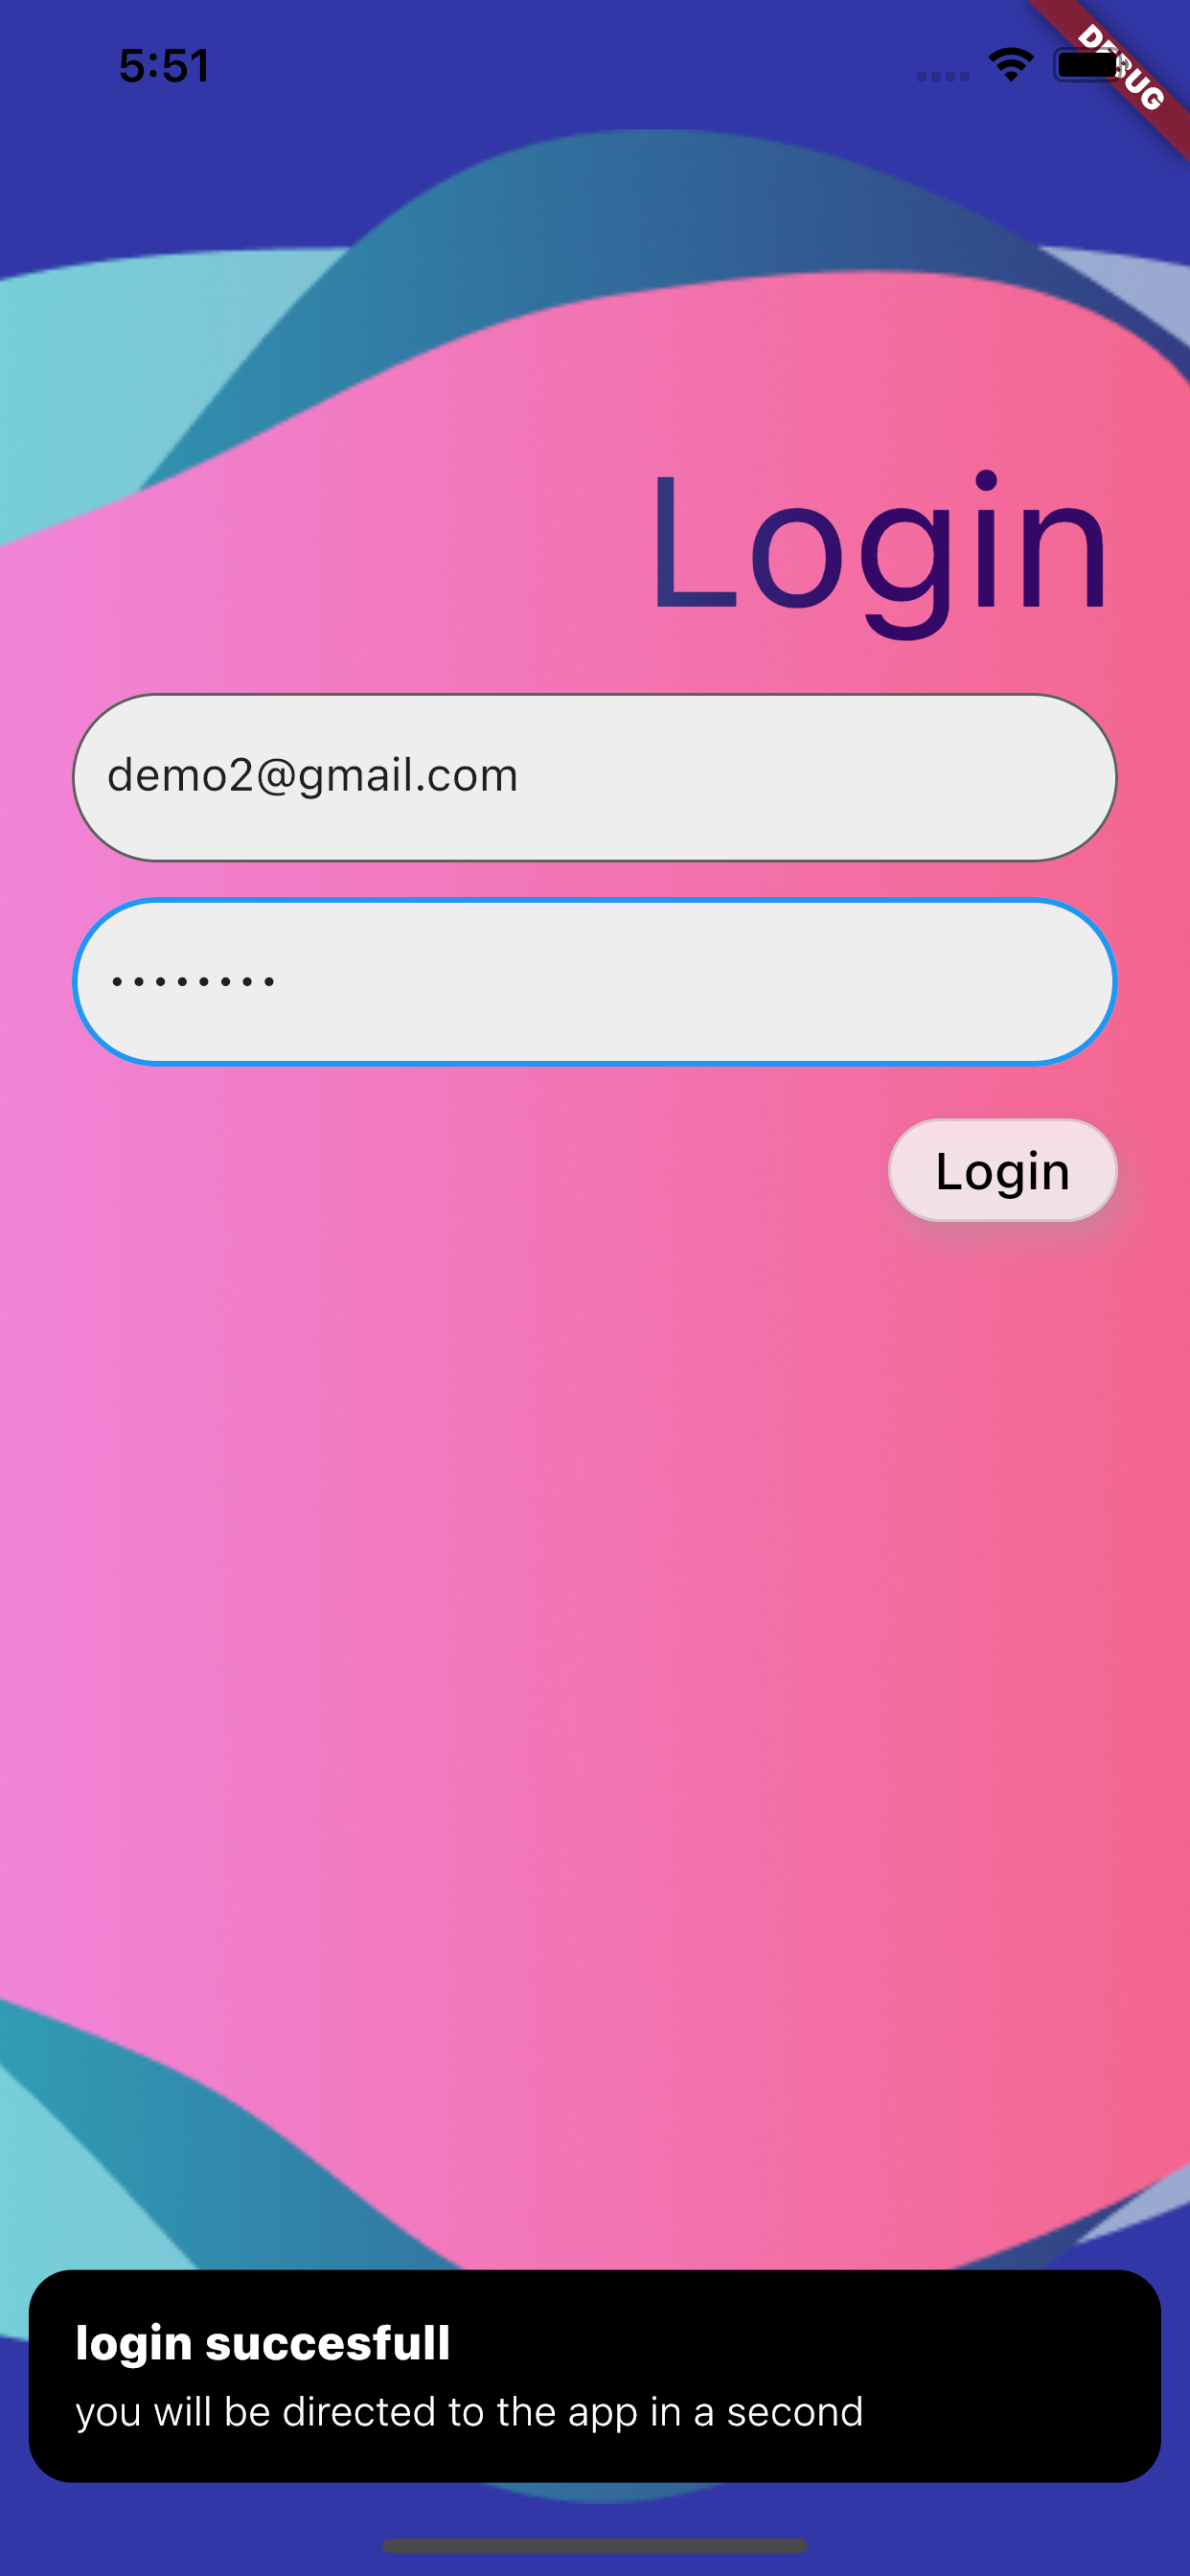 5:51
DEBUG
Login
demo2@gmail.com
••••••••
Login
login succesfull
you will be directed to the app in a second